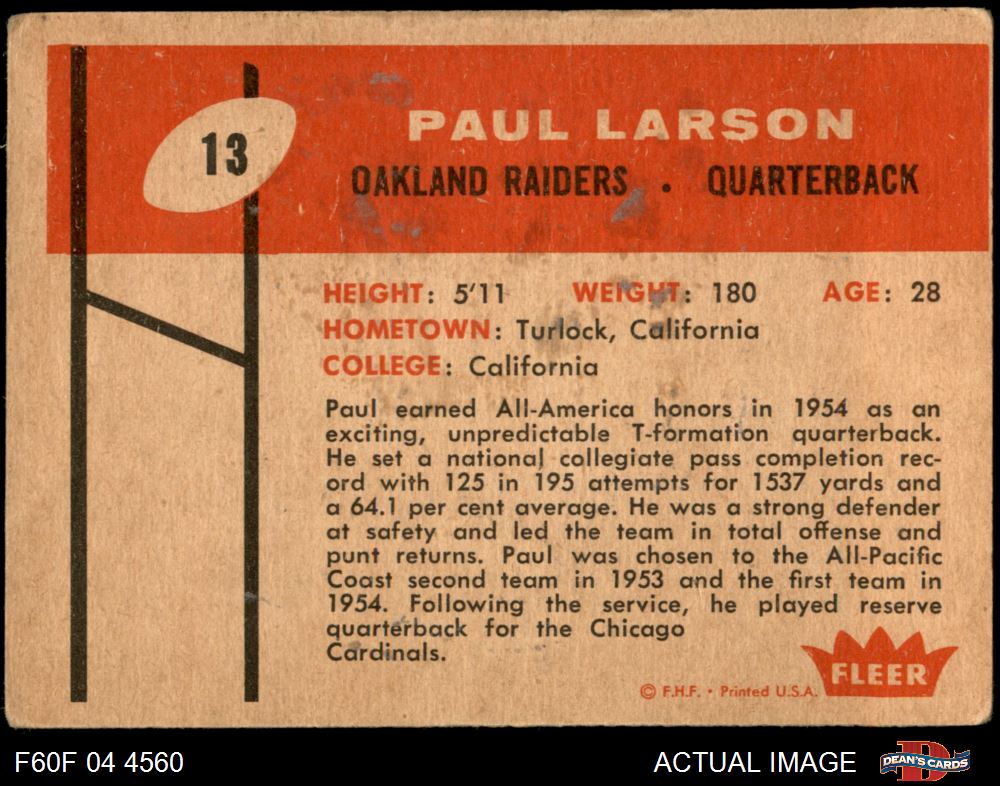 13
PAUL LARSON
OAKLAND RAIDERS • QUARTERBACK
HEIGHT: 5'11 WEIGHT: 180 AGE: 28
HOMETOWN: Turlock, California
COLLEGE: California
Paul earned All-America honors in 1954 as an
exciting, unpredictable T-formation quarterback.
He set a national collegiate pass completion rec-
ord with 125 in 195 attempts for 1537 yards and
a 64.1 per cent average. He was a strong defender
at safety and led the team in total offense and
punt returns. Paul was chosen to the All-Pacific
Coast second team in 1953 and the first team in
1954. Following the service, he played reserve
quarterback for the Chicago
Cardinals.
FLEER
© F.H.F. • Printed U.S.A.
F60F 04 4560
ACTUAL IMAGE
D
DEAN'S CARDS